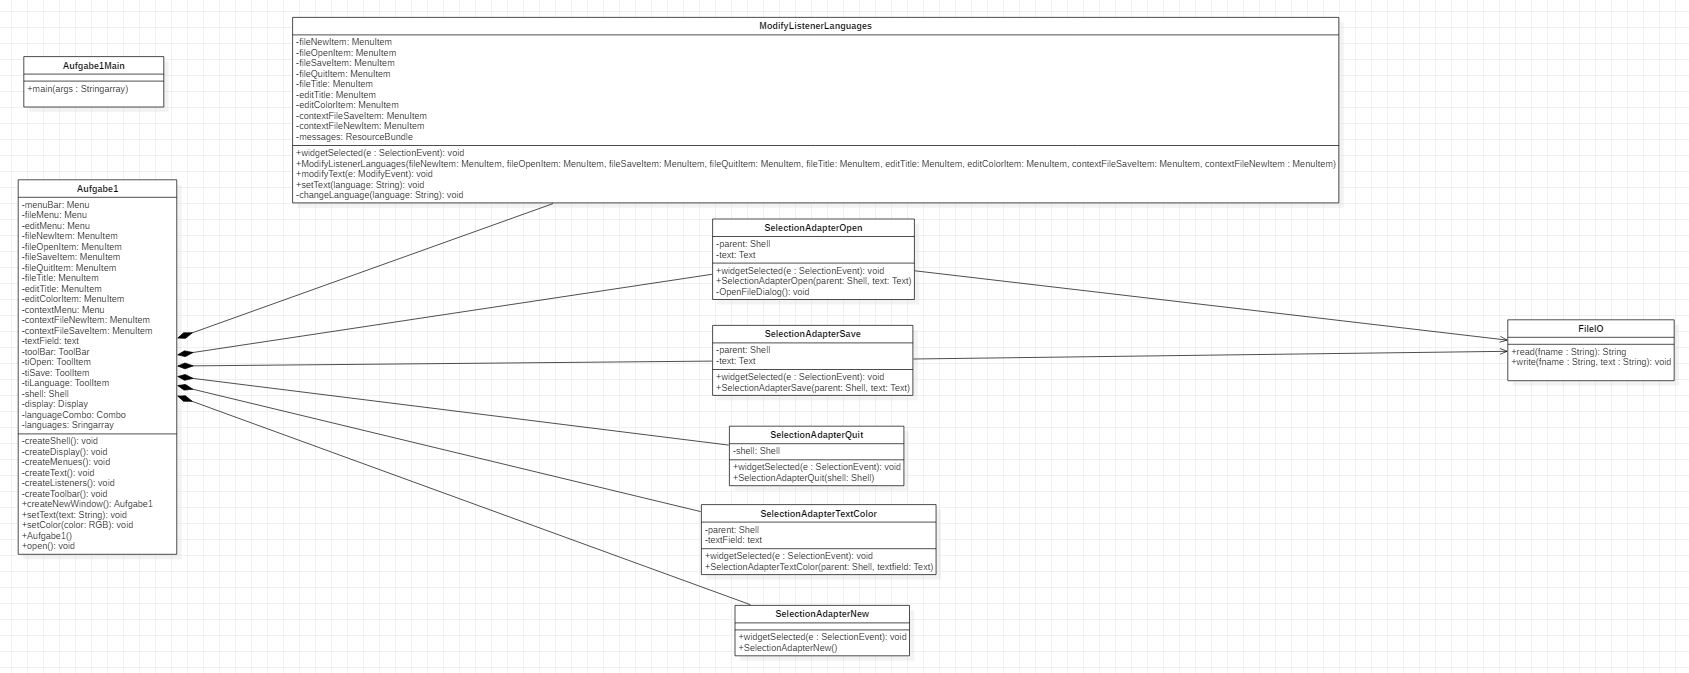 ModifyListenerLanguages
-fileNewItem: MenuItem
-fileOpenItem: MenuItem
-fileSaveItem: MenuItem
-fileQuitItem: MenuItem
-fileTitle: MenuItem
-editTitle: MenuItem
-editColorItem: MenuItem
-contextFileSaveItem: MenuItem
-contextFileNewItem: MenuItem
-messages: ResourceBundle
+widgetSelected(e : SelectionEvent): void
+ModifyListenerLanguages(fileNewItem: MenuItem, fileOpenItem: MenuItem, fileSaveItem: MenuItem, fileQuitItem: MenuItem, fileTitle: MenuItem, editTitle: MenuItem, editColorItem: MenuItem, contextFileSaveItem: MenuItem, contextFileNewItem : MenuItem)
+modifyText(e: ModifyEvent): void
+setText(language: String): void
-changeLanguage(language: String): void
Aufgabe1Main
+main(args : Stringarray)
Aufgabe1
-menuBar: Menu
-fileMenu: Menu
-editMenu: Menu
-fileNewItem: MenuItem
-fileOpenItem: MenuItem
-fileSaveItem: MenuItem
-fileQuitItem: MenuItem
-fileTitle: MenuItem
-editTitle: MenuItem
-editColorItem: MenuItem
-contextMenu: Menu
-contextFileNewItem: MenuItem
-contextFileSaveItem: MenuItem
-textField: text
-toolBar: ToolBar
-tiOpen: ToolItem
-tiSave: ToolItem
-tiLanguage: ToolItem
-shell: Shell
-display: Display
-languageCombo: Combo
-languages: Sringarray
-createShell(): void
-createDisplay(): void
-createMenues(): void
-createText(): void
-createListeners(): void
-createToolbar(): void
+createNewWindow(): Aufgabe1
+setText(text: String): void
+setColor(color: RGB): void
+Aufgabe1()
+open(): void
SelectionAdapterOpen
-parent: Shell
-text: Text
+widgetSelected(e : SelectionEvent): void
+SelectionAdapterOpen(parent: Shell, text: Text)
-OpenFileDialog(): void
SelectionAdapterSave
-parent: Shell
-text: Text
+widgetSelected(e : SelectionEvent): void
+SelectionAdapterSave(parent: Shell, text: Text)
FileIO
+read(fname : String): String
+write(fname : String, text : String): void
SelectionAdapterQuit
-shell: Shell
+widgetSelected(e : SelectionEvent): void
+SelectionAdapterQuit(shell: Shell)
SelectionAdapterTextColor
-parent: Shell
-textField: text
+widgetSelected(e : SelectionEvent): void
+SelectionAdapterTextColor(parent: Shell, textfield: Text)
SelectionAdapterNew
+widgetSelected(e : SelectionEvent): void
+SelectionAdapterNew()